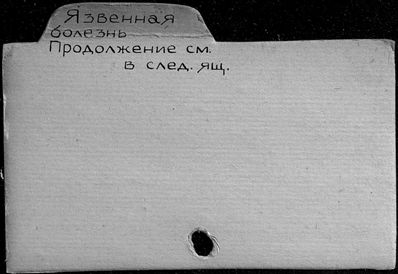 Язвенная
болезнь
Продолжение см.
в след. ящ.